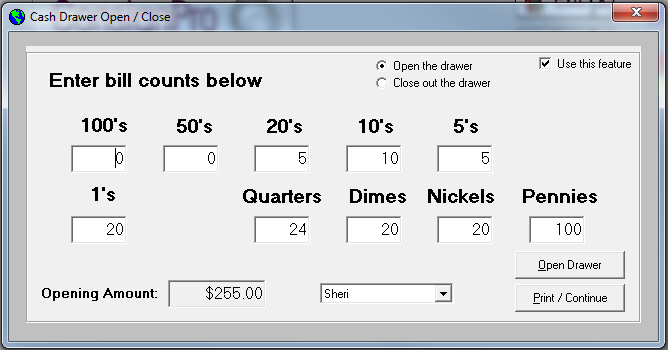 Cash Drawer Open / Close
Open the drawer
Use this feature
Enter bill counts below
Close out the drawer
100's 50's 20's 10's 5's
0 0 5 10 5
1's Quarters Dimes Nickels Pennies
20 24 20 20 100
Open Drawer
Opening Amount: $255.00 Sheri
Print / Continue